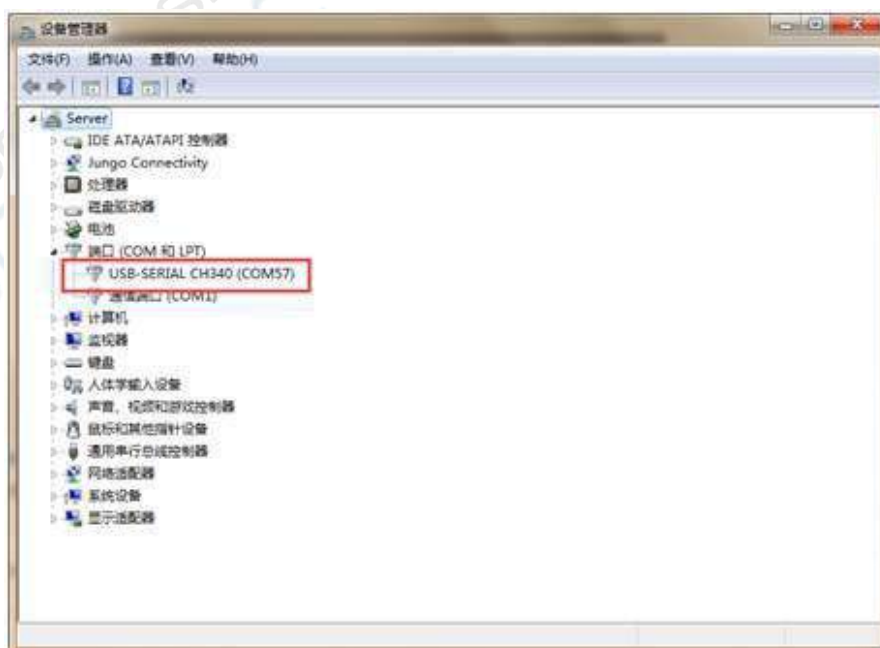 设备管理器
文件(F) 操作(A) 查看(V) 帮助(H)
Server
IDE ATA/ATAPI 控制器
Jungo Connectivity
处理器
磁盘驱动器
电池
端口 (COM 和 LPT)
USB-SERIAL CH340 (COM57)
通信端口 (COM1)
计算机
监视器
键盘
人体学输入设备
声音、视频和游戏控制器
鼠标和其他指针设备
通用串行总线控制器
网络适配器
系统设备
显示适配器